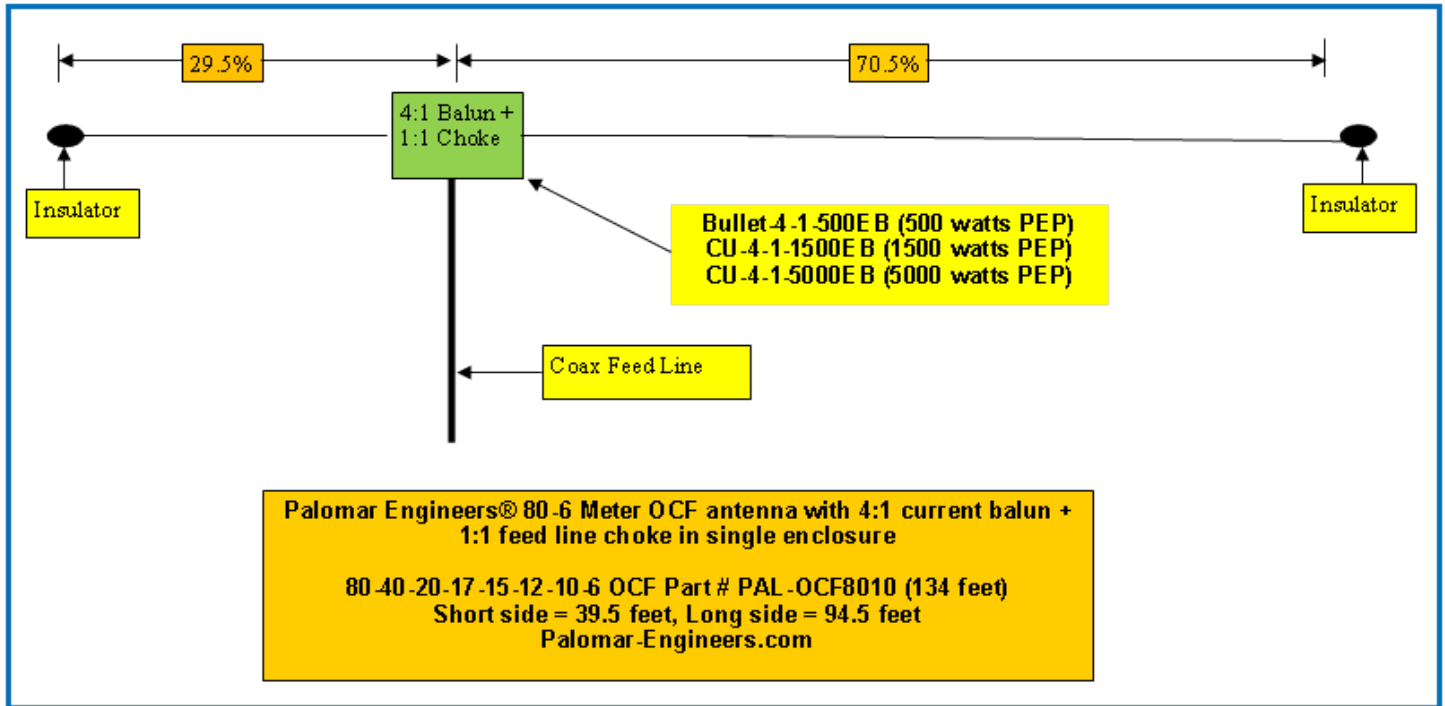 29.5%
70.5%
4:1 Balun +
1:1 Choke
Insulator
Insulator
Bullet-4-1-500EB (500 watts PEP)
CU-4-1-1500EB (1500 watts PEP)
CU-4-1-5000EB (5000 watts PEP)
Coax Feed Line
Palomar Engineers® 80-6 Meter OCF antenna with 4:1 current balun +
1:1 feed line choke in single enclosure
80-40-20-17-15-12-10-6 OCF Part # PAL-OCF8010 (134 feet)
Short side = 39.5 feet, Long side = 94.5 feet
Palomar-Engineers.com